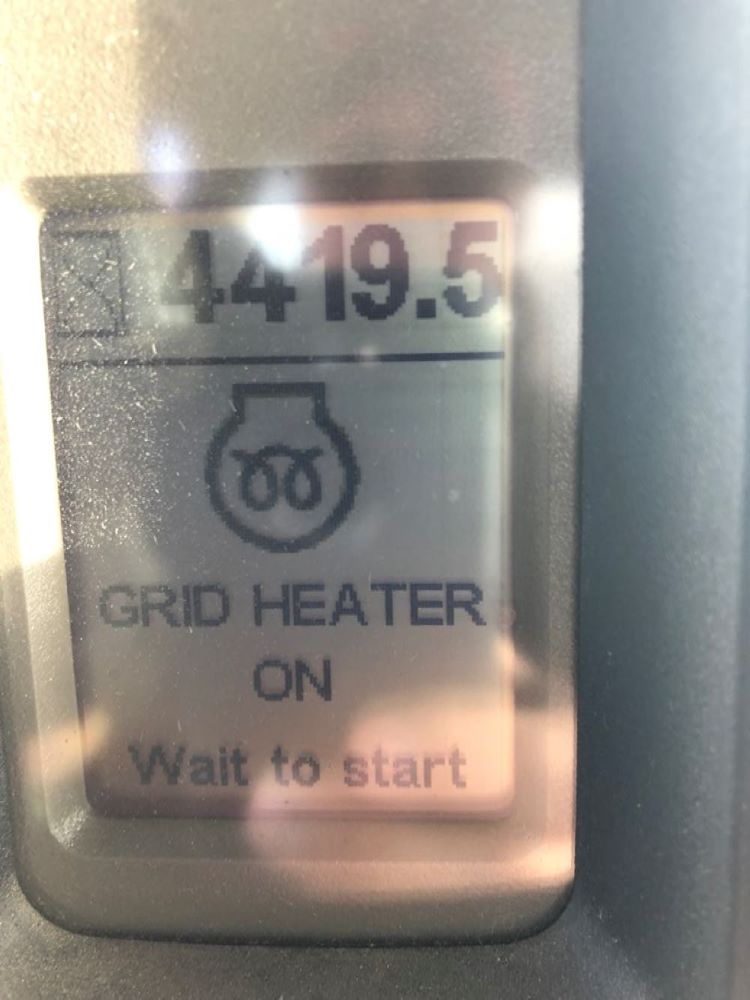 4419.5
GRID HEATER
ON
Wait to start